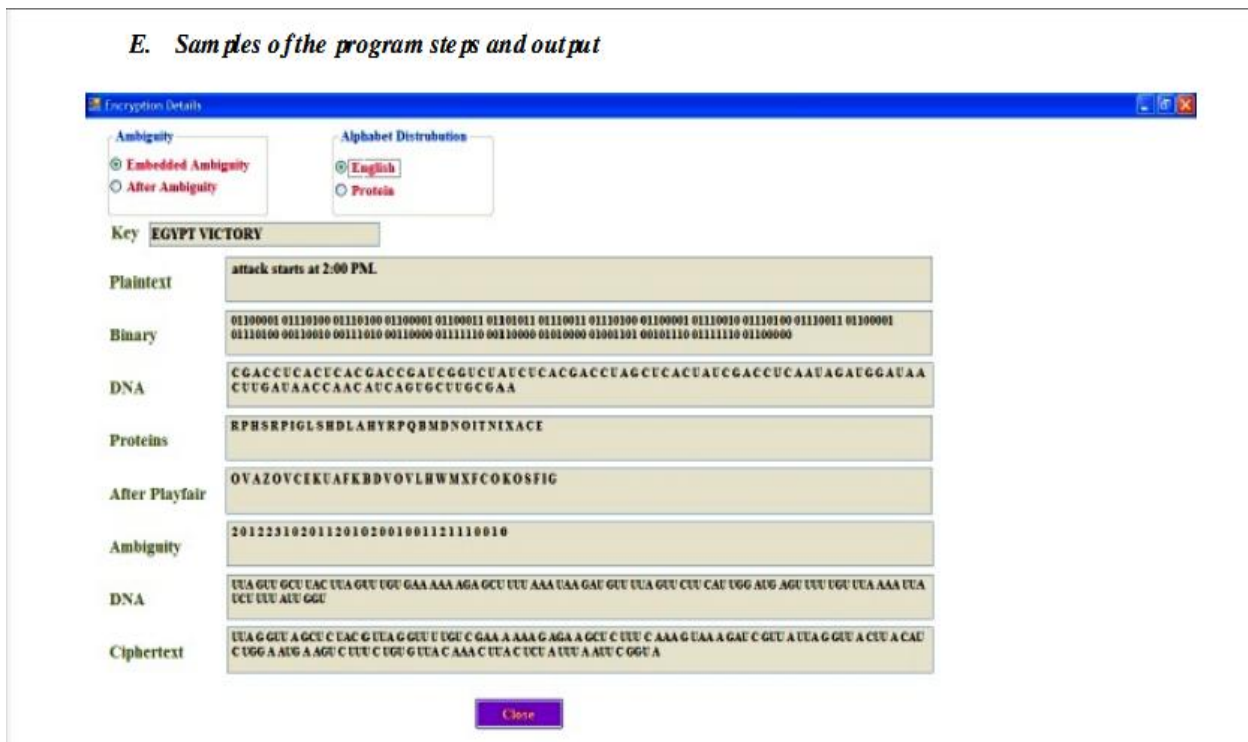 E. Samples of the program steps and output
Encryption Details
Ambiguity
Alphabet Distrubution
Embedded Ambiguity
English
After Ambiguity
Protein
Key EGYPT VICTORY
Plaintext
attack starts at 2:00 PM.
Binary
01100001 01110100 01110100 01100001 01100011 01101011 01110011 01110100 01100001 01110010 01110100 01110011 01100001
01110100 00110010 00111010 00110000 01111110 00110000 01010000 01001101 00101110 01111110 01100000
DNA
CGACCUCACUCACGACCGAUCGGUCUAUCUCACGACCUAGCUCACUAUCGACCUCAAUAGAUGGAUAA
CUUGAUAACCAACAUCAGUGCUUGCGAA
Proteins
RPHSRPIGLSHDLAHYRPQBMDNOITNIXACE
After Playfair
OVAZOVCEKUAFKBDVOVLHWMXFCOKOSFIG
Ambiguity
20122310201120102001001121110010
DNA
UUA GUU GCU UAC UUA GUU UGU GAA AAA AGA GCU UUU AAA UAA GAU GUU UUA GUU CUU CAU UGG AUG AGU UUU UGU UUA AAA UUA
UCU UUU AUU GGU
Ciphertext
UUA G GUU A GCU C UAC G UUA G GUU U UGU C GAA A AAA G AGA A GCU C UUU C AAA G UAA A GAU C GUU A UUA G GUU A CUU A CAU
C UGG A AUG A AGU C UUU C UGU G UUA C AAA C UUA C UCU A UUU A AUU C GGU A
Close